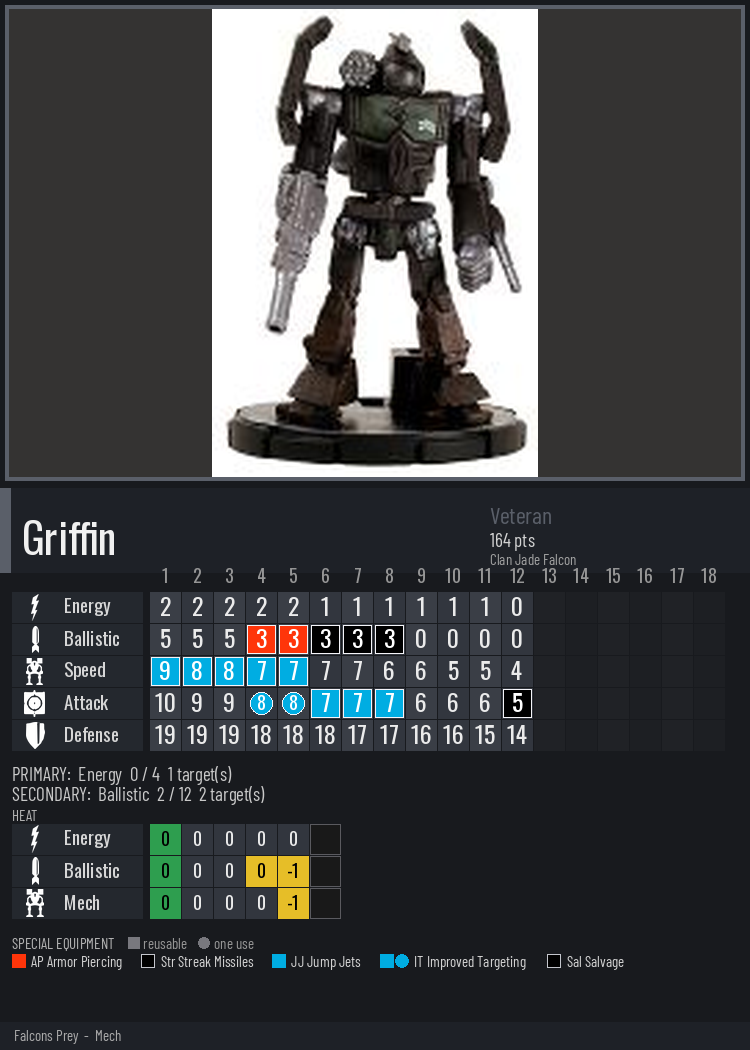 Griffin
Veteran
164 pts
Clan Jade Falcon
1 2 3 4 5 6 7 8 9 10 11 12 13 14 15 16 17 18
Energy 2 2 2 2 2 1 1 1 1 1 1 0
Ballistic 5 5 5 3 3 3 3 3 0 0 0 0
Speed 9 8 8 7 7 7 7 6 6 5 5 4
Attack 10 9 9 8 8 7 7 7 6 6 6 5
Defense 19 19 19 18 18 18 17 17 16 16 15 14
PRIMARY: Energy 0 / 4 1 target(s)
SECONDARY: Ballistic 2 / 12 2 target(s)
HEAT
Energy 0 0 0 0 0
Ballistic 0 0 0 0 -1
Mech 0 0 0 0 -1
SPECIAL EQUIPMENT reusable one use
AP Armor Piercing Str Streak Missiles JJ Jump Jets IT Improved Targeting Sal Salvage
Falcons Prey - Mech